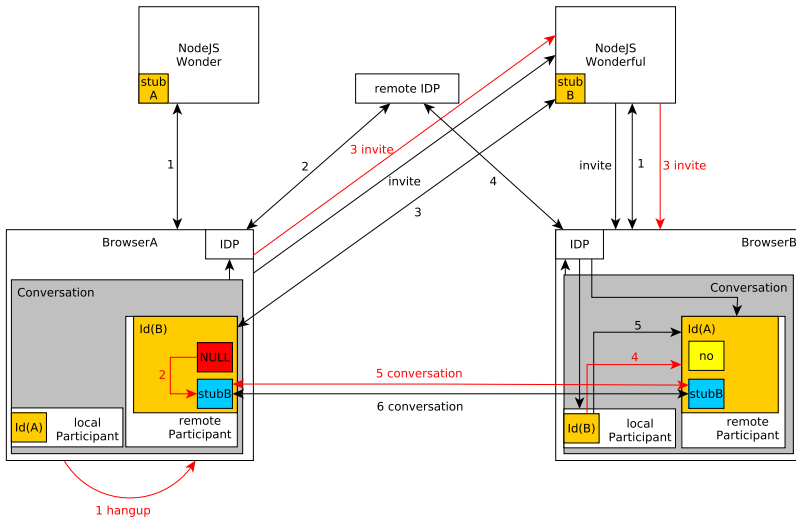 NodeJS
Wonder
stub
A
remote IDP
NodeJS
Wonderful
stub
B
1
2
3 invite
invite
3
4
invite
1
3 invite
BrowserA
IDP
Conversation
Id(B)
NULL
2
stubB
Id(A)
local
Participant
remote
Participant
1 hangup
5 conversation
6 conversation
IDP
BrowserB
Conversation
5
4
Id(A)
no
stubB
Id(B)
local
Participant
remote
Participant